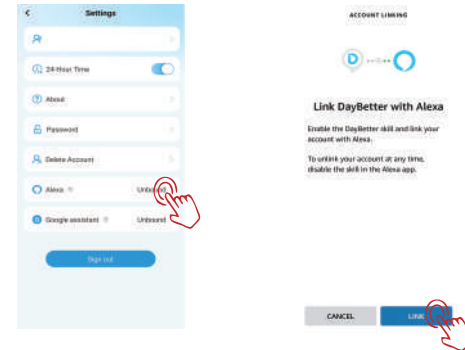 Settings
24-Hour Time
About
Password
Delete Account
Alexa
Unbound
Google assistant
Unbound
Sign out
ACCOUNT LINKING
Link DayBetter with Alexa
Enable the DayBetter skill and link your
account with Alexa.
To unlink your account at any time,
disable the skill in the Alexa app.
CANCEL
LINK